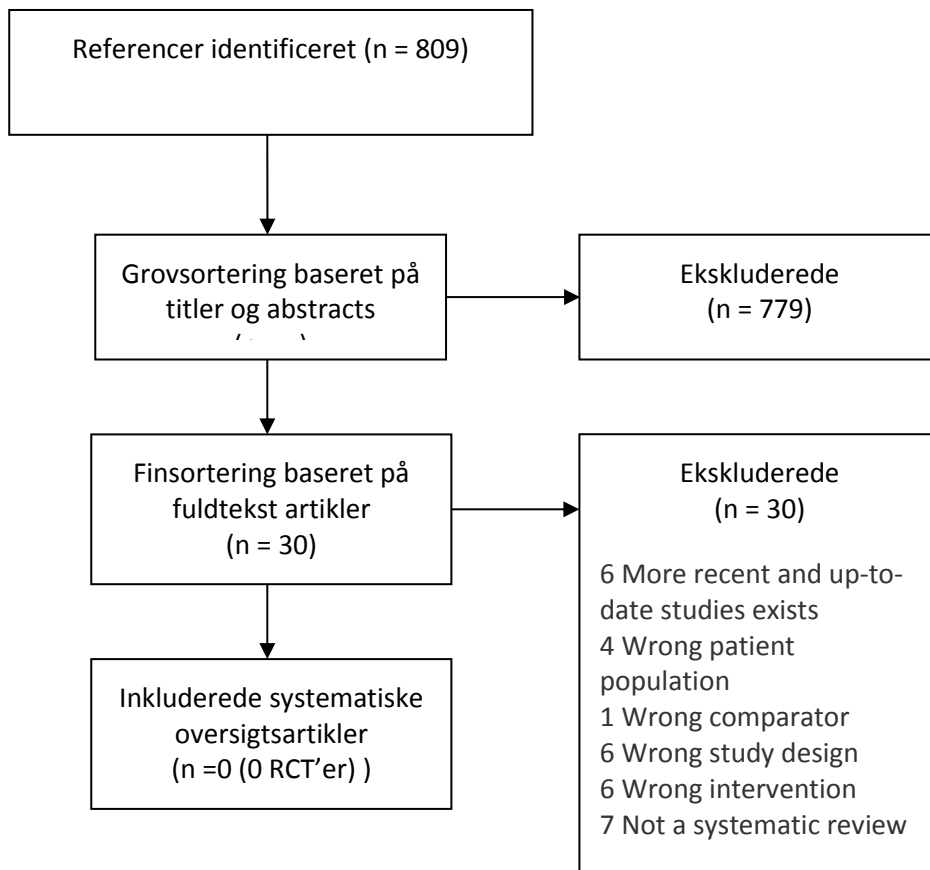 Referencer identificeret (n = 809)
Grovsortering baseret på
titler og abstracts
Ekskluderede
(n = 779)
Finsortering baseret på
fuldtekst artikler
(n = 30)
Ekskluderede
(n = 30)
6 More recent and up-to-
date studies exists
4 Wrong patient
population
1 Wrong comparator
6 Wrong study design
6 Wrong intervention
7 Not a systematic review
Inkluderede systematiske
oversigtsartikler
(n =0 (0 RCT’er) )